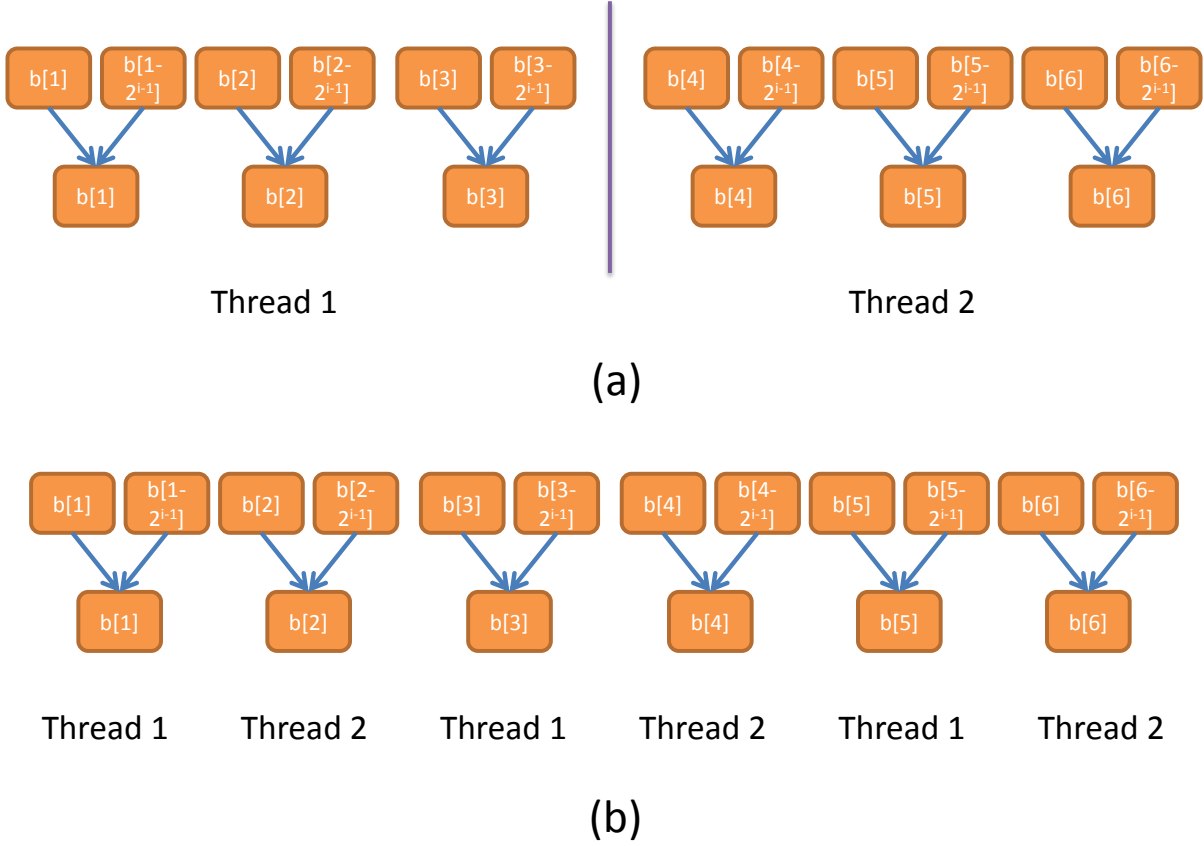 b[1] b[1- b[2] b[2- b[3] b[3- b[4] b[4- b[5] b[5- b[6] b[6-
2^{i-1}] 2^{i-1}] 2^{i-1}] 2^{i-1}] 2^{i-1}] 2^{i-1}]
b[1] b[2] b[3] b[4] b[5] b[6]
Thread 1 Thread 2
(a)
b[1] b[1- b[2] b[2- b[3] b[3- b[4] b[4- b[5] b[5- b[6] b[6-
2^{i-1}] 2^{i-1}] 2^{i-1}] 2^{i-1}] 2^{i-1}] 2^{i-1}]
b[1] b[2] b[3] b[4] b[5] b[6]
Thread 1 Thread 2 Thread 1 Thread 2 Thread 1 Thread 2
(b)